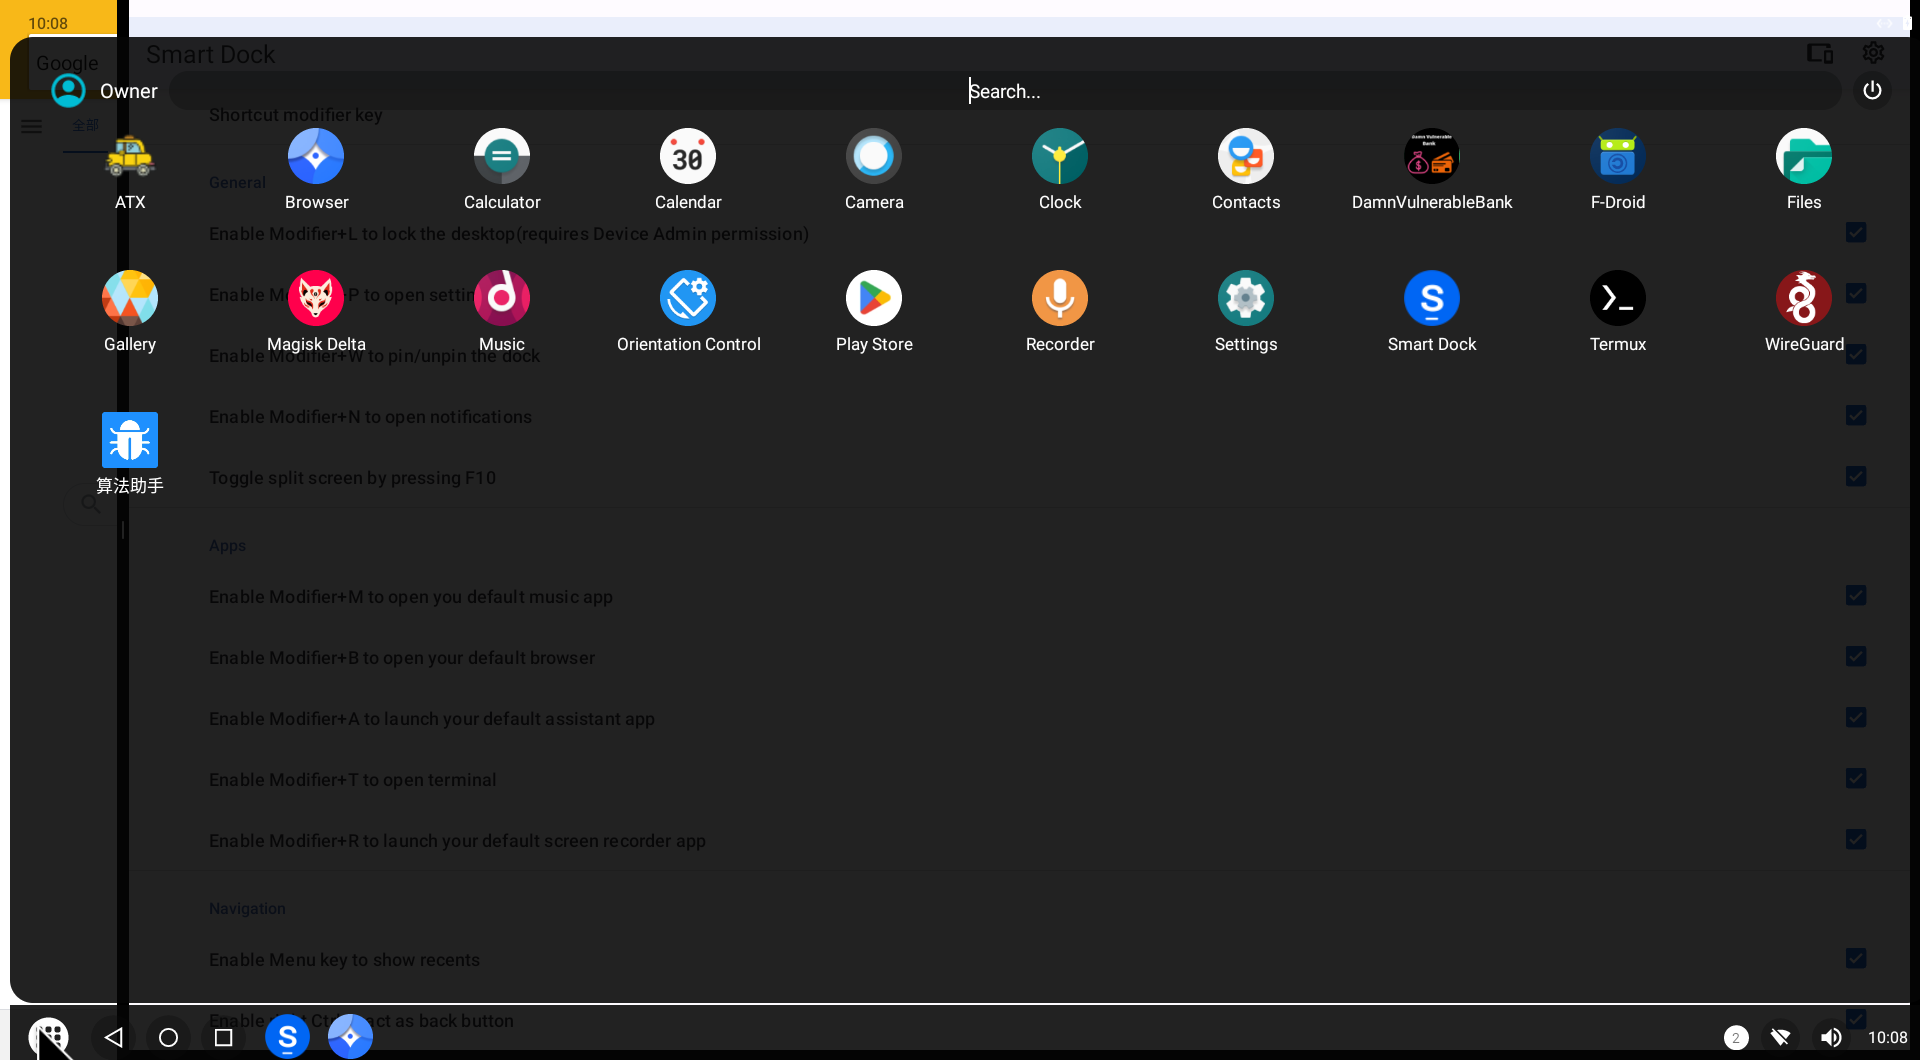 10:08
Google
Smart Dock
Owner
Search...
全部
Shortcut modifier key
30
damn Vulnerable
Bank
ATX
Browser
Calculator
Calendar
Camera
Clock
Contacts
DamnVulnerableBank
F-Droid
Files
General
Enable Modifier+L to lock the desktop(requires Device Admin permission)
Enable M +P to open settin
S
Gallery
Magisk Delta
Music
Orientation Control
Play Store
Recorder
Settings
Smart Dock
Termux
WireGuard
Enable Modifier+W to pin/unpin the dock
Enable Modifier+N to open notifications
Toggle split screen by pressing F10
算法助手
Apps
Enable Modifier+M to open you default music app
Enable Modifier+B to open your default browser
Enable Modifier+A to launch your default assistant app
Enable Modifier+T to open terminal
Enable Modifier+R to launch your default screen recorder app
Navigation
Enable Menu key to show recents
Enable Ctrl act as back button
S
2
10:08